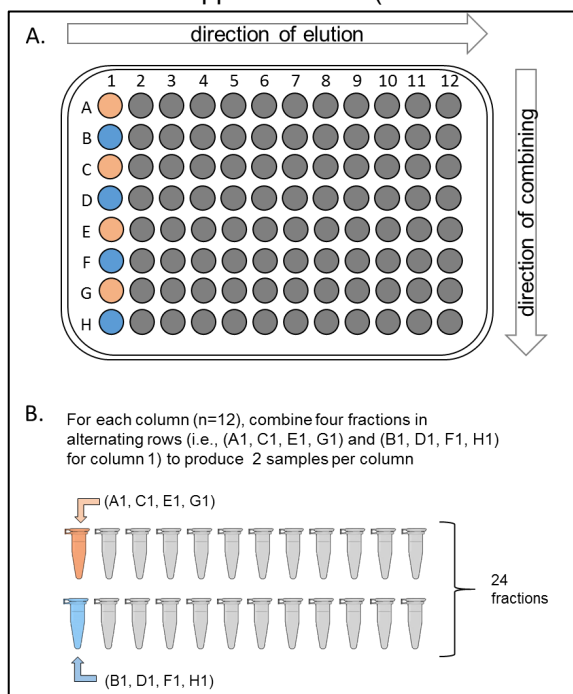 A.
direction of elution
1 2 3 4 5 6 7 8 9 10 11 12
A
B
C
D
E
F
G
H
direction of combining
B.
For each column (n=12), combine four fractions in
alternating rows (i.e., (A1, C1, E1, G1) and (B1, D1, F1, H1)
for column 1) to produce 2 samples per column
(A1, C1, E1, G1)
24
fractions
(B1, D1, F1, H1)